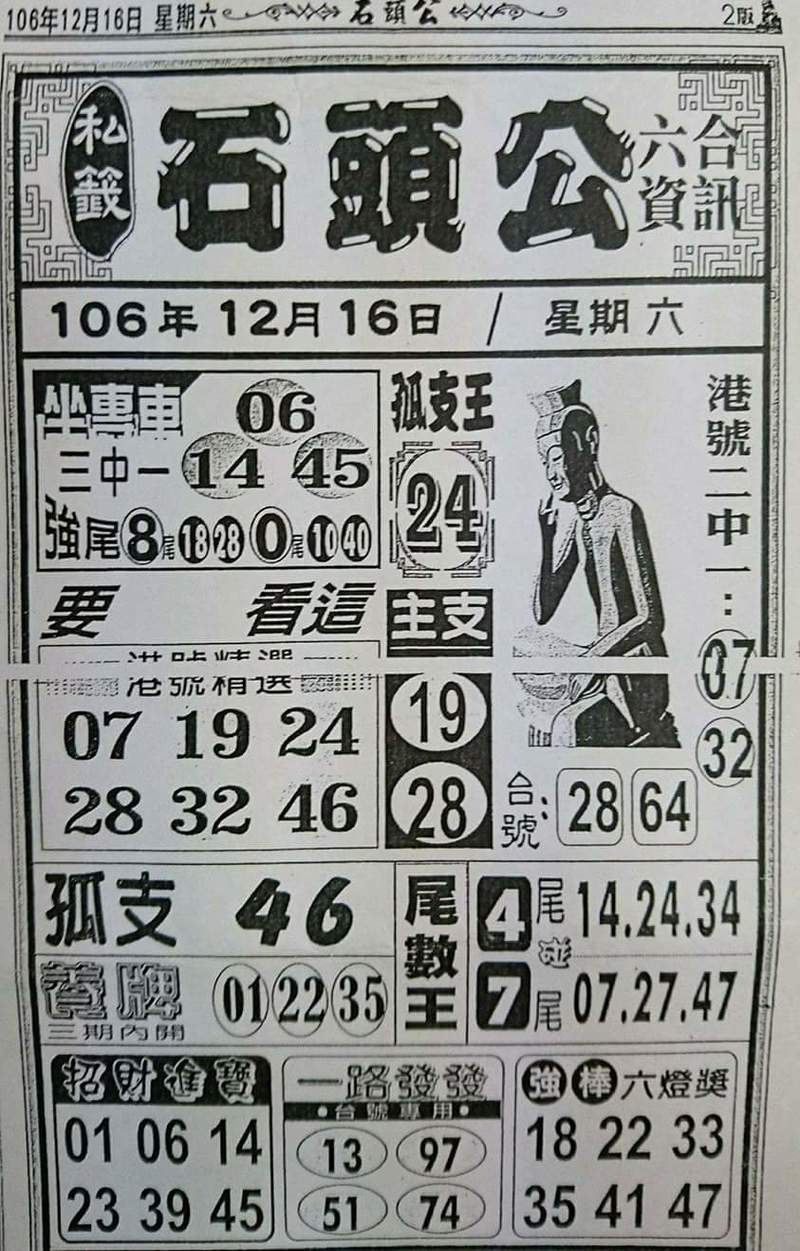 106年12月16日 星期六 石頭公 2版
私籤 石頭公 六合資訊
106年12月16日 / 星期六
坐專車 06
三中一 14 45
強尾 8尾 18 28 0尾 10 40
孤支王
24
港號二中一：
07
32
要 看這
港號精選
07 19 24
28 32 46
主支
19
28
台號： 28 64
孤支 46
養牌 01 22 35
三期內開
尾數王
4尾 14.24.34
碰
7尾 07.27.47
招財進寶
01 06 14
23 39 45
一路發發
•台號專用•
13 97
51 74
強棒六燈獎
18 22 33
35 41 47